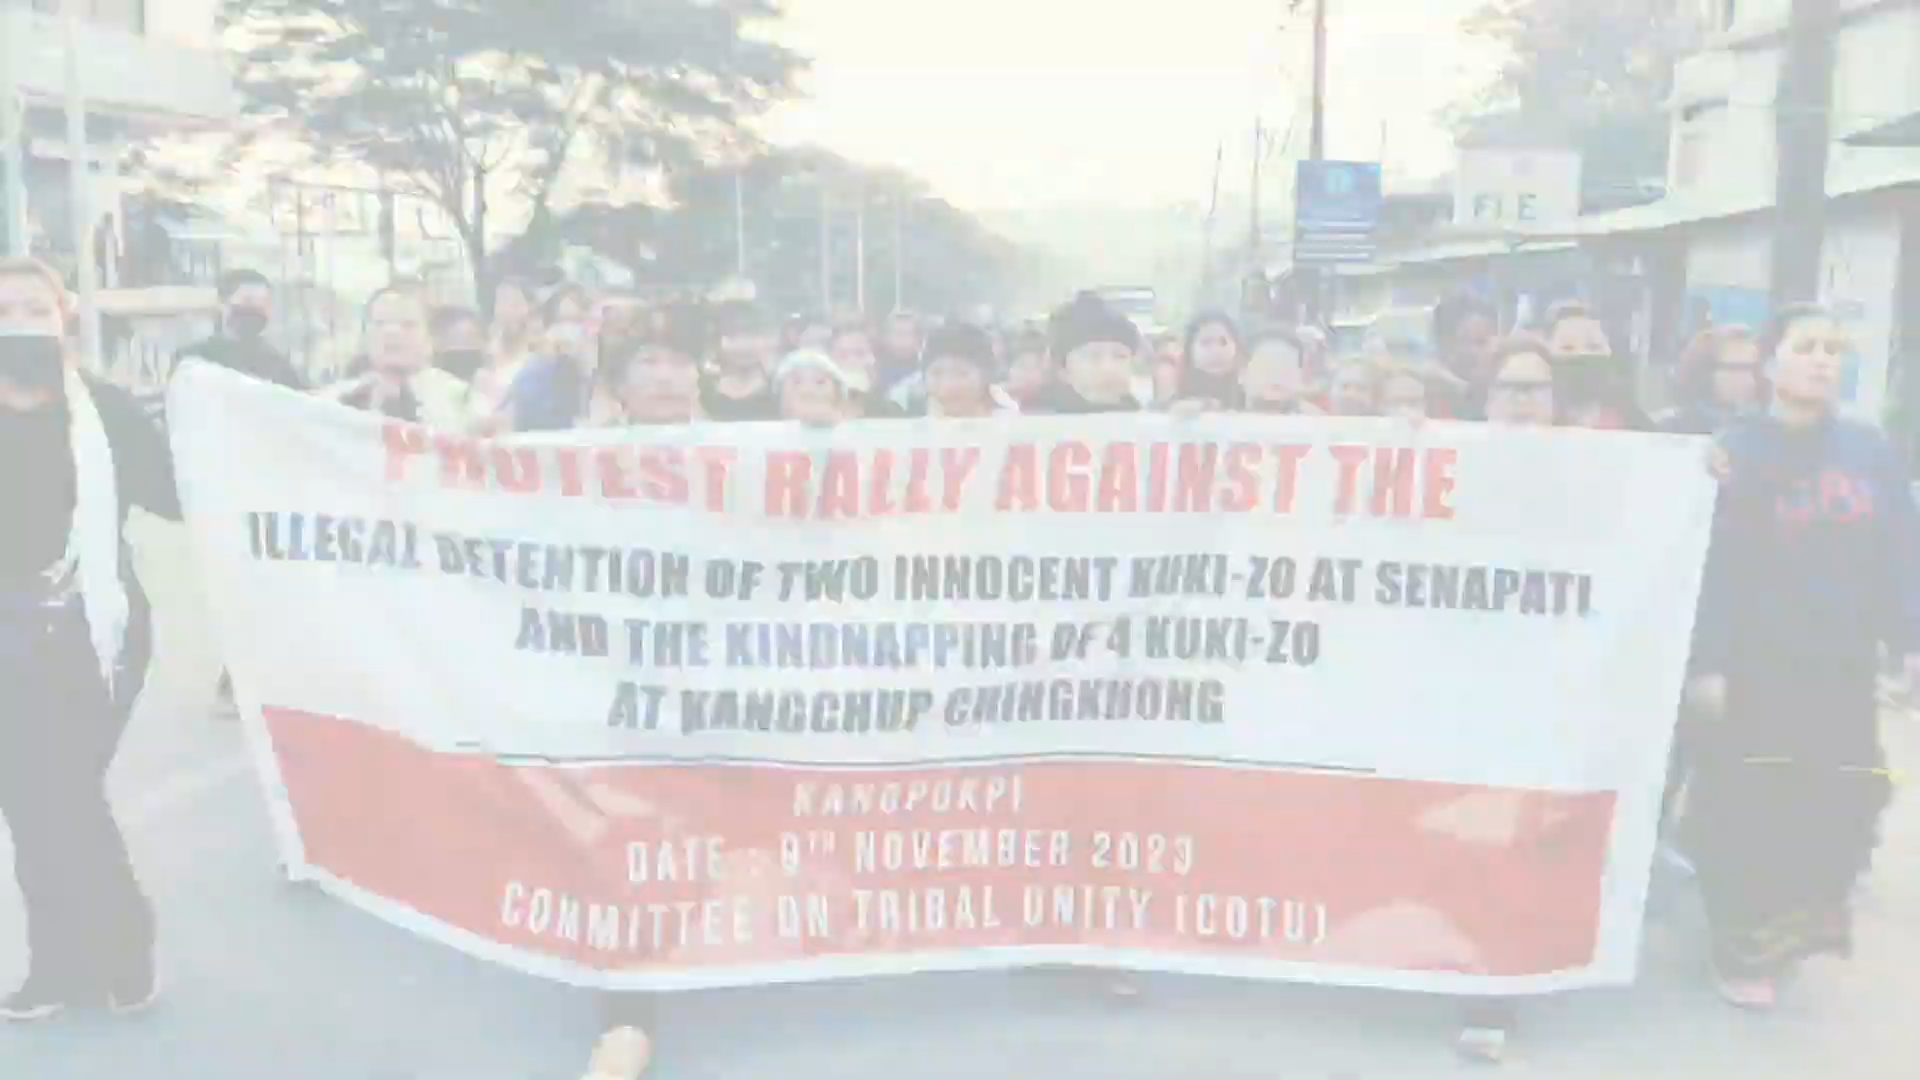 PROTEST RALLY AGAINST THE
ILLEGAL DETENTION OF TWO INNOCENT KUKI-ZO AT SENAPATI
AND THE KINDNAPPING OF 4 KUKI-ZO
AT KANGCHUP CHINGKHONG
KANGPOKPI
DATE : 9TH NOVEMBER 2023
COMMITTEE ON TRIBAL UNITY (COTU)